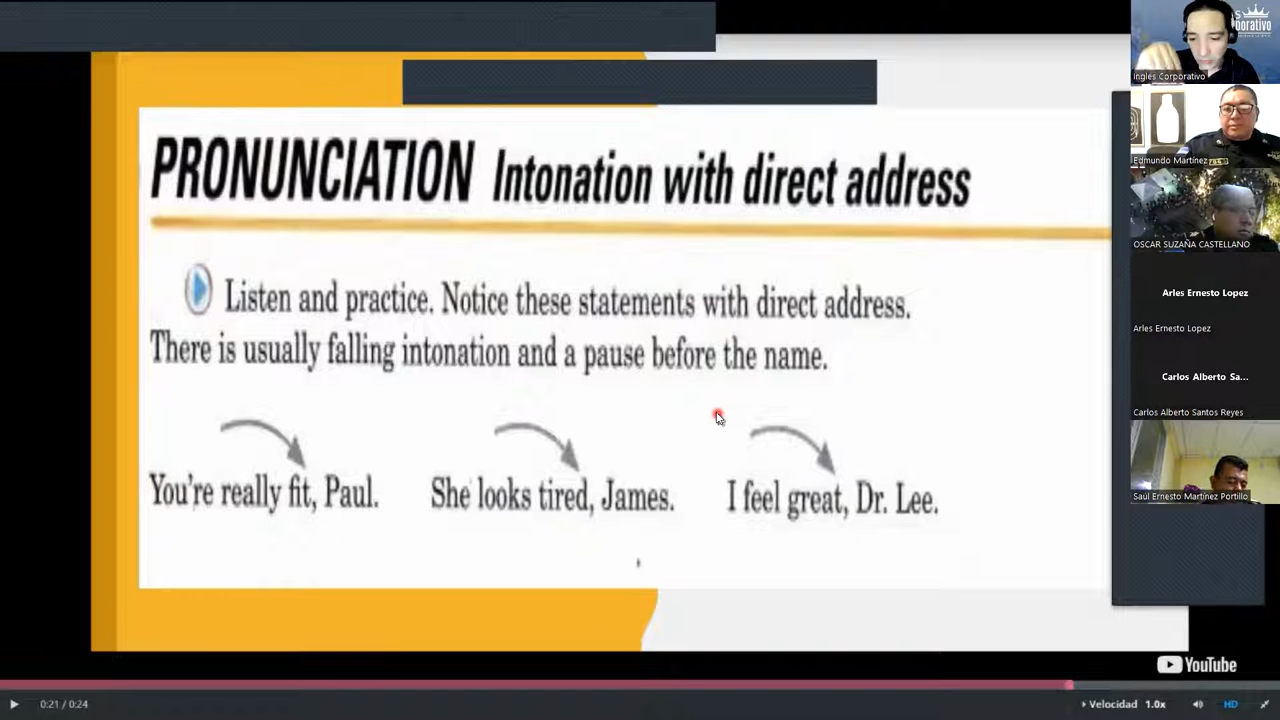 PRONUNCIATION Intonation with direct address
Listen and practice. Notice these statements with direct address.
There is usually falling intonation and a pause before the name.
You're really fit, Paul. She looks tired, James. I feel great, Dr. Lee.
orativo
Ingles Corporativo
Edmundo Martínez
OSCAR SUZAÑA CASTELLANO
Arles Ernesto Lopez
Arles Ernesto Lopez
Carlos Alberto Sa...
Carlos Alberto Santos Reyes
Saúl Ernesto Martínez Portillo
YouTube
0:21 / 0:24
Velocidad 1.0x
HD